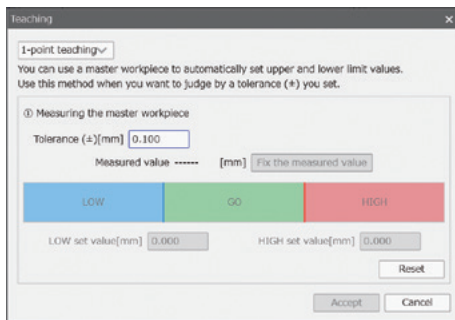 Teaching ×
1-point teaching
You can use a master workpiece to automatically set upper and lower limit values.
Use this method when you want to judge by a tolerance (±) you set.
① Measuring the master workpiece
Tolerance (±)[mm] 0.100
Measured value ------ [mm] Fix the measured value
LOW GO HIGH
LOW set value[mm] 0.000 HIGH set value[mm] 0.000
Reset
Accept Cancel